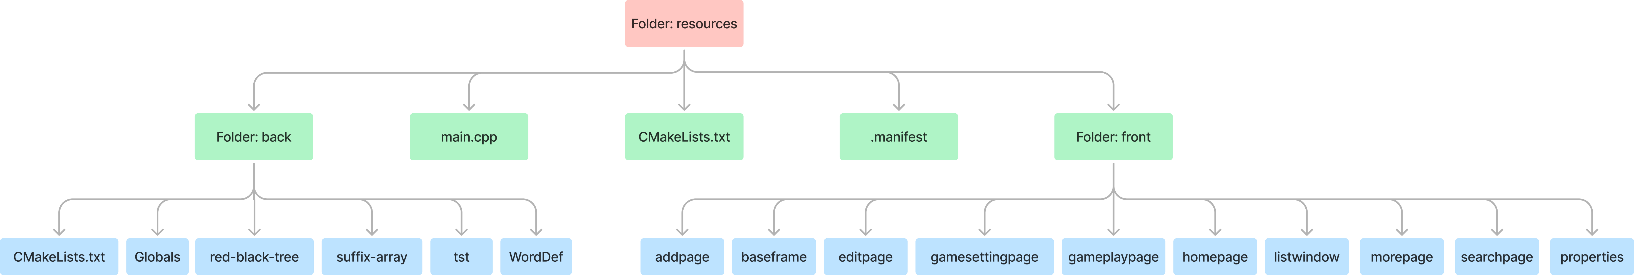 Folder: resources
Folder: back
main.cpp
CMakeLists.txt
.manifest
Folder: front
CMakeLists.txt
Globals
red-black-tree
suffix-array
tst
WordDef
addpage
baseframe
editpage
gamesettingpage
gameplaypage
homepage
listwindow
morepage
searchpage
properties